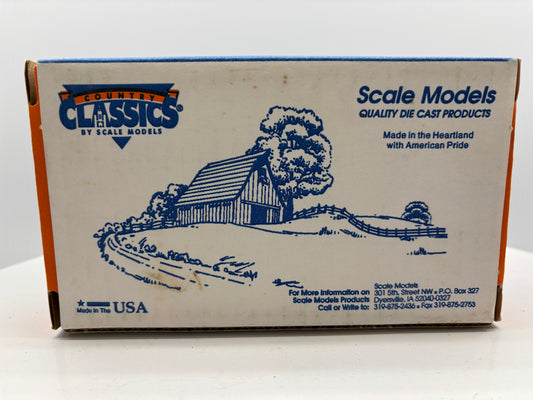 COUNTRY
CLASSICS®
BY SCALE MODELS
Scale Models
QUALITY DIE CAST PRODUCTS
Made in the Heartland
with American Pride
Made In The USA
For More Information on
Scale Models Products
Call or Write to:
Scale Models
301 5th. Street NW • P.O. Box 327
Dyersville, IA 52040-0327
319-875-2436 • Fax 319-875-2753